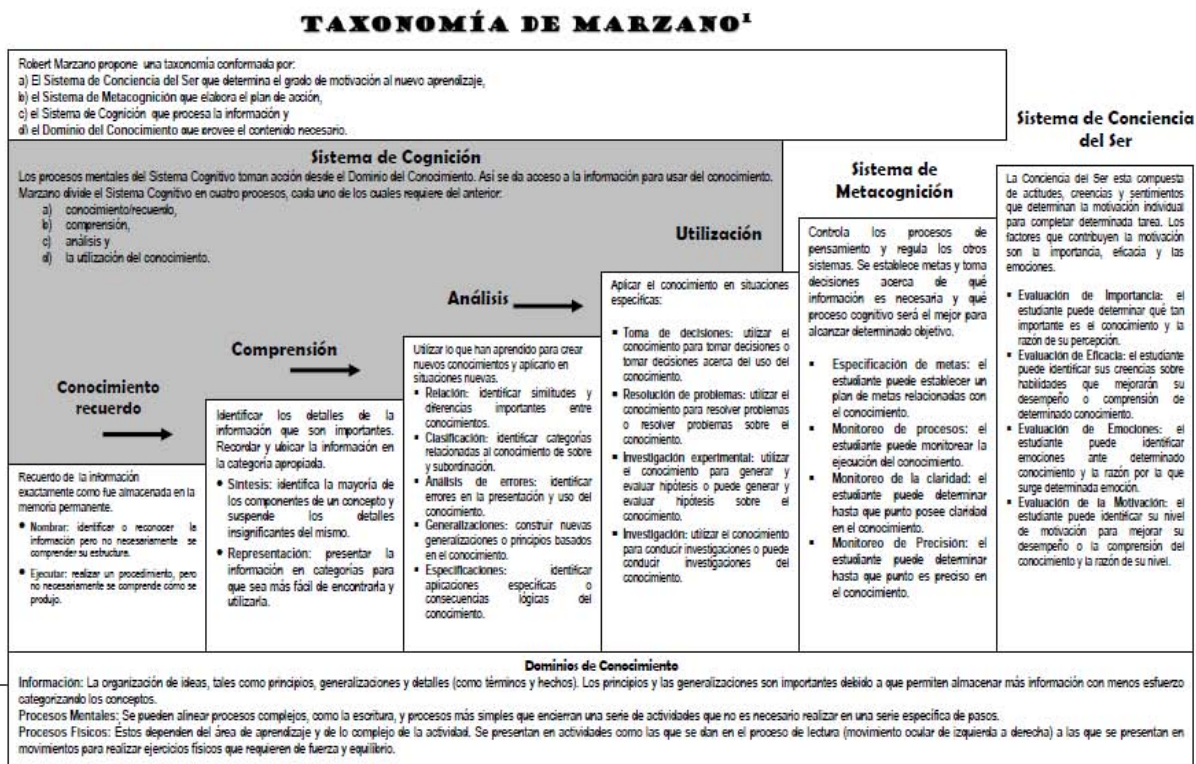 TAXONOMÍA DE MARZANO¹
Robert Marzano propone una taxonomía conformada por:
a) El Sistema de Conciencia del Ser que determina el grado de motivación al nuevo aprendizaje,
b) el Sistema de Metacognición que elabora el plan de acción,
c) el Sistema de Cognición que procesa la información y
d) el Dominio del Conocimiento que provee el contenido necesario.
Sistema de Cognición
Los procesos mentales del Sistema Cognitivo toman acción desde el Dominio del Conocimiento. Así se da acceso a la información para usar del conocimiento.
Marzano divide el Sistema Cognitivo en cuatro procesos, cada uno de los cuales requiere del anterior:
a) conocimiento/recuerdo,
b) comprensión,
c) análisis y
d) la utilización del conocimiento.
Conocimiento
recuerdo
Recuerdo de la información
exactamente como fue almacenada en la
memoria permanente.
• Nombrar: identificar o reconocer la
información pero no necesariamente se
comprender su estructura.
• Ejecutar: realizar un procedimiento, pero
no necesariamente se comprende cómo se
produjo.
Comprensión
Identificar los detalles de la
información que son importantes.
Recordar y ubicar la información en
la categoría apropiada.
• Síntesis: identifica la mayoría de
los componentes de un concepto y
suspende los detalles
insignificantes del mismo.
• Representación: presentar la
información en categorías para
que sea más fácil de encontrarla y
utilizarla.
Análisis
Utilizar lo que han aprendido para crear
nuevos conocimientos y aplicarlo en
situaciones nuevas.
▪ Relación: identificar similitudes y
diferencias importantes entre
conocimientos.
▪ Clasificación: identificar categorías
relacionadas al conocimiento de sobre
y subordinación.
▪ Análisis de errores: identificar
errores en la presentación y uso del
conocimiento.
▪ Generalizaciones: construir nuevas
generalizaciones o principios basados
en el conocimiento.
▪ Especificaciones: identificar
aplicaciones específicas o
consecuencias lógicas del
conocimiento.
Utilización
Aplicar el conocimiento en situaciones
específicas:
▪ Toma de decisiones: utilizar el
conocimiento para tomar decisiones o
tomar decisiones acerca del uso del
conocimiento.
▪ Resolución de problemas: utilizar el
conocimiento para resolver problemas
o resolver problemas sobre el
conocimiento.
▪ Investigación experimental: utilizar
el conocimiento para generar y
evaluar hipótesis o puede generar y
evaluar hipótesis sobre el
conocimiento.
▪ Investigación: utilizar el conocimiento
para conducir investigaciones o puede
conducir investigaciones del
conocimiento.
Sistema de
Metacognición
Controla los procesos de
pensamiento y regula los otros
sistemas. Se establece metas y toma
decisiones acerca de qué
información es necesaria y qué
proceso cognitivo será el mejor para
alcanzar determinado objetivo.
▪ Especificación de metas: el
estudiante puede establecer un
plan de metas relacionadas con
el conocimiento.
▪ Monitoreo de procesos: el
estudiante puede monitorear la
ejecución del conocimiento.
▪ Monitoreo de la claridad: el
estudiante puede determinar
hasta que punto posee claridad
en el conocimiento.
▪ Monitoreo de Precisión: el
estudiante puede determinar
hasta que punto es preciso en
el conocimiento.
Sistema de Conciencia
del Ser
La Conciencia del Ser esta compuesta
de actitudes, creencias y sentimientos
que determinan la motivación individual
para completar determinada tarea. Los
factores que contribuyen la motivación
son la importancia, eficacia y las
emociones.
▪ Evaluación de Importancia: el
estudiante puede determinar qué tan
importante es el conocimiento y la
razón de su percepción.
▪ Evaluación de Eficacia: el estudiante
puede identificar sus creencias sobre
habilidades que mejorarán su
desempeño o comprensión de
determinado conocimiento.
▪ Evaluación de Emociones: el
estudiante puede identificar
emociones ante determinado
conocimiento y la razón por la que
surge determinada emoción.
▪ Evaluación de la Motivación: el
estudiante puede identificar su nivel
de motivación para mejorar su
desempeño o la comprensión del
conocimiento y la razón de su nivel.
Dominios de Conocimiento
Información: La organización de ideas, tales como principios, generalizaciones y detalles (como términos y hechos). Los principios y las generalizaciones son importantes debido a que permiten almacenar más información con menos esfuerzo
categorizando los conceptos.
Procesos Mentales: Se pueden alinear procesos complejos, como la escritura, y procesos más simples que encierran una serie de actividades que no es necesario realizar en una serie específica de pasos.
Procesos Físicos: Éstos dependen del área de aprendizaje y de lo complejo de la actividad. Se presentan en actividades como las que se dan en el proceso de lectura (movimiento ocular de izquierda a derecha) a las que se presentan en
movimientos para realizar ejercicios físicos que requieren de fuerza y equilibrio.